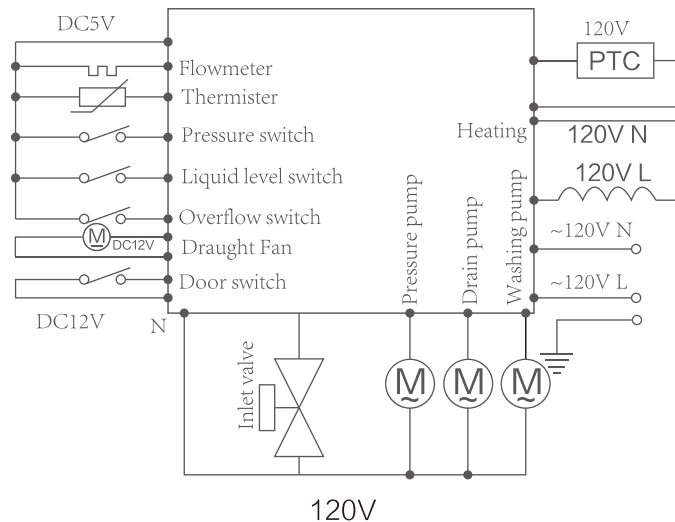 DC5V
Flowmeter
Thermister
Pressure switch
Liquid level switch
Overflow switch
M
DC12V
Draught Fan
Door switch
DC12V
N
120V
PTC
Heating
120V N
120V L
~120V N
~120V L
Pressure pump
Drain pump
Washing pump
Inlet valve
M
~
M
~
M
~
120V